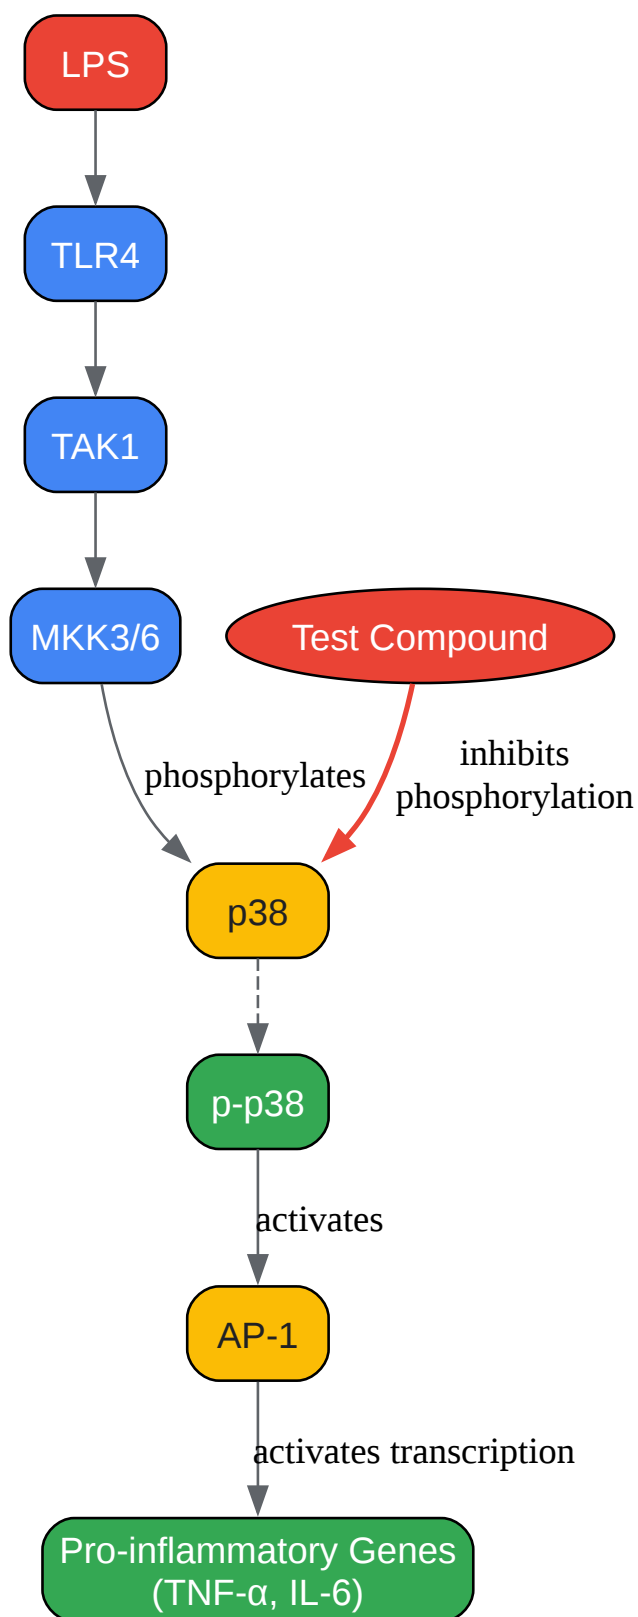 LPS
TLR4
TAK1
MKK3/6
Test Compound
phosphorylates
inhibits
phosphorylation
p38
p-p38
activates
AP-1
activates transcription
Pro-inflammatory Genes
(TNF-α, IL-6)